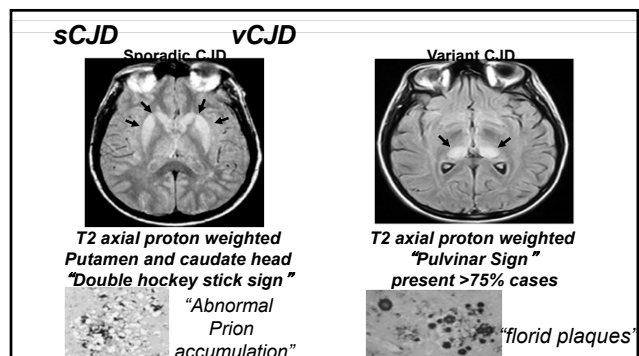 sCJD vCJD
Sporadic CJD
T2 axial proton weighted
Putamen and caudate head
“Double hockey stick sign”
“Abnormal
Prion
accumulation”
Variant CJD
T2 axial proton weighted
“Pulvinar Sign”
present >75% cases
“florid plaques”